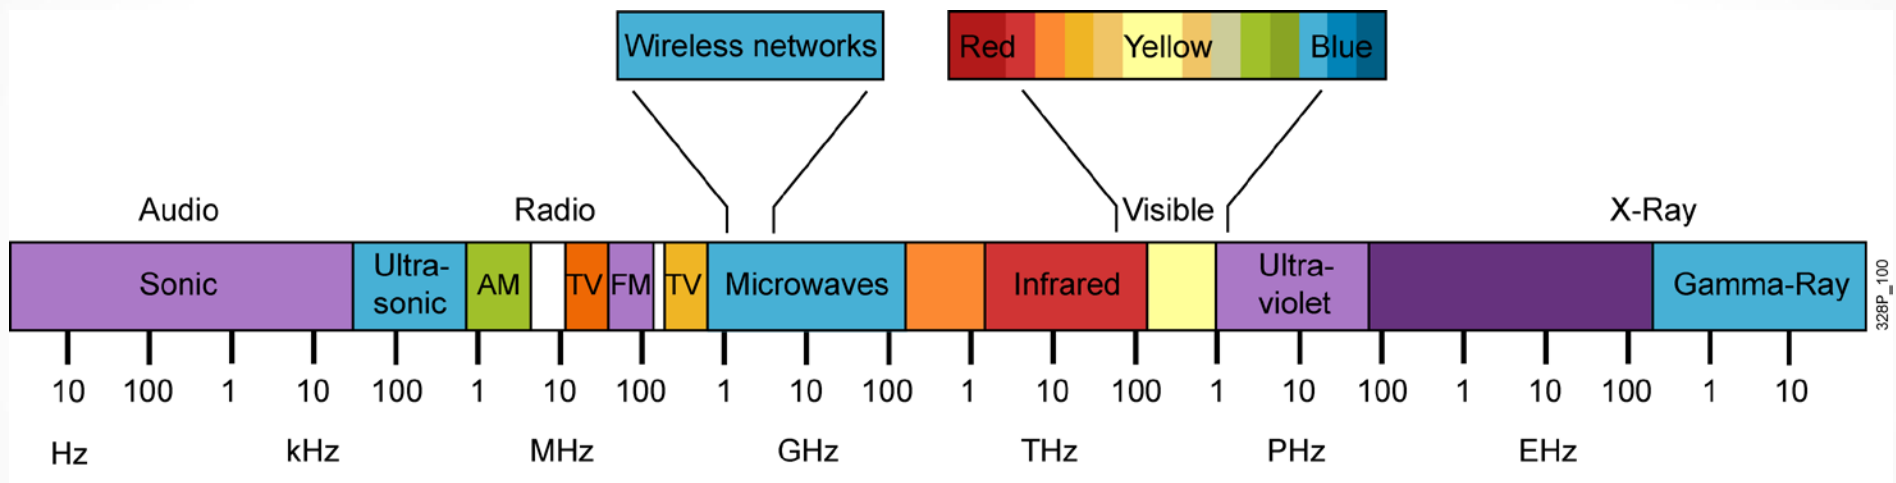 Wireless networks
Red Yellow Blue
Audio Radio Visible X-Ray
Sonic Ultra- AM TV FM TV Microwaves Infrared Ultra- Gamma-Ray
sonic violet
10 100 1 10 100 1 10 100 1 10 100 1 10 100 1 10 100 1 10 100 1 10
Hz kHz MHz GHz THz PHz EHz
328P_100